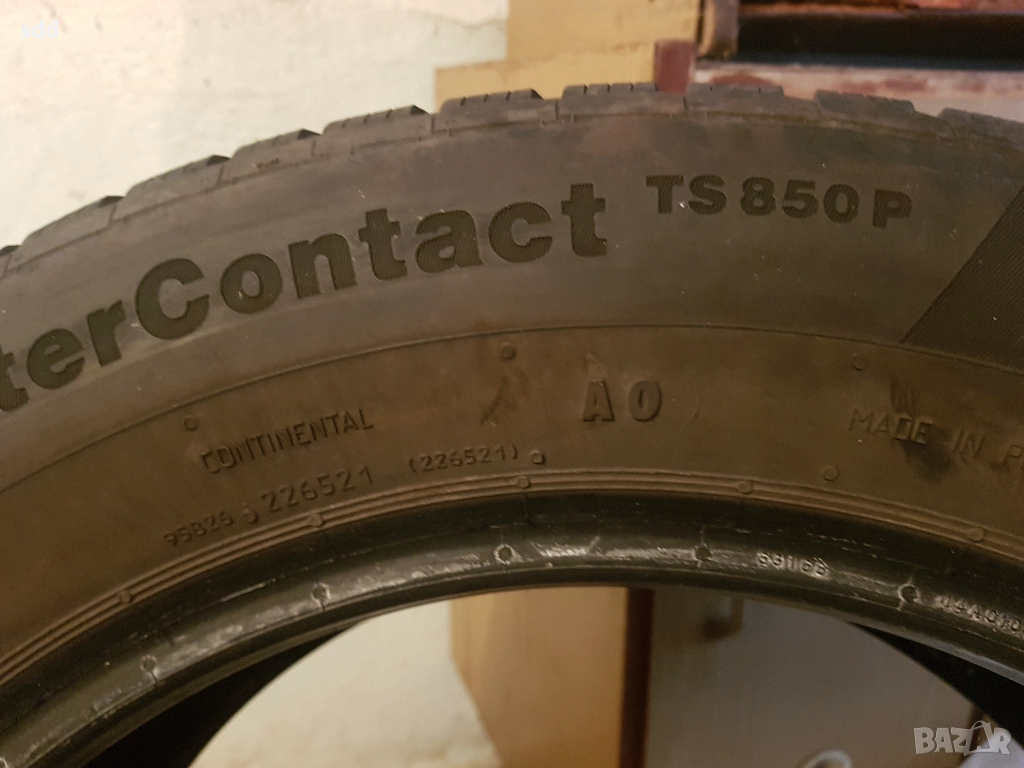 terContact TS850P
CONTINENTAL
A0
MADE IN R
95826 226521 (226521)
BAZAR